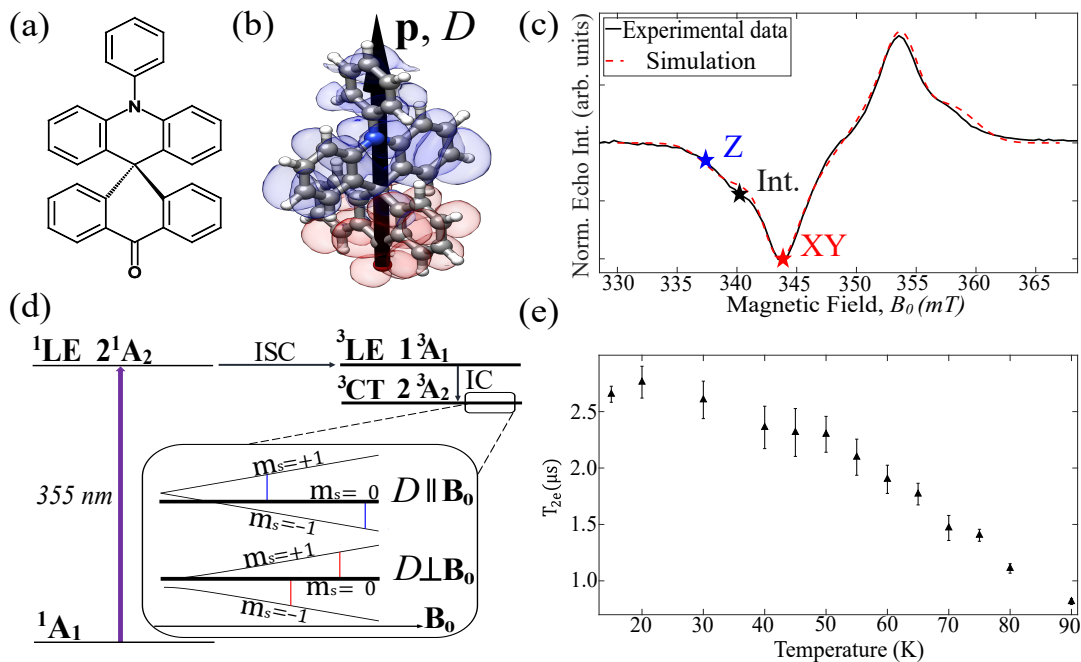 (a)
N
O
(b)
p, D
(c)
Norm. Echo Int. (arb. units)
Experimental data
Simulation
Z
Int.
XY
330 335 340 345 350 355 360 365
Magnetic Field, B₀ (mT)
(d)
¹LE 2¹A₂
ISC
³LE 1³A₁
IC
³CT 2³A₂
355 nm
mₛ=+1
mₛ= 0
mₛ=−1
D ∥ B₀
mₛ=+1
mₛ= 0
mₛ=−1
D⊥B₀
B₀
¹A₁
(e)
T₂ₑ(μs)
2.5
2.0
1.5
1.0
20 30 40 50 60 70 80 90
Temperature (K)